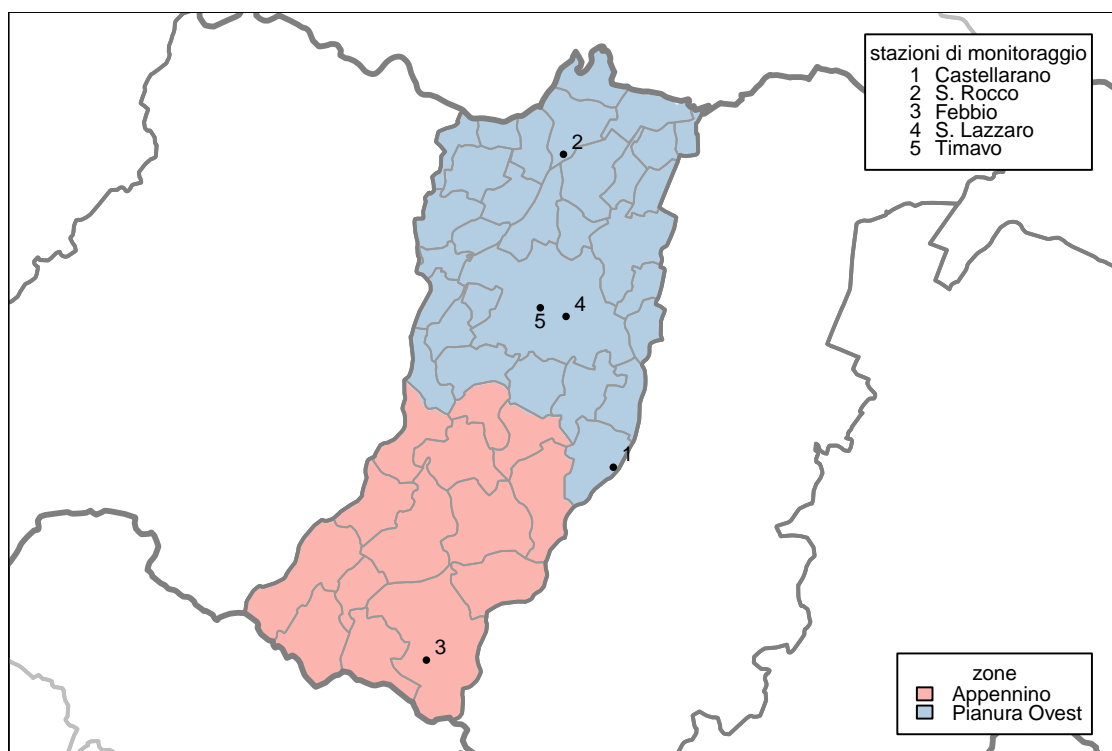 stazioni di monitoraggio
1 Castellarano
2 S. Rocco
3 Febbio
4 S. Lazzaro
5 Timavo
2
4
5
1
3
zone
Appennino
Pianura Ovest